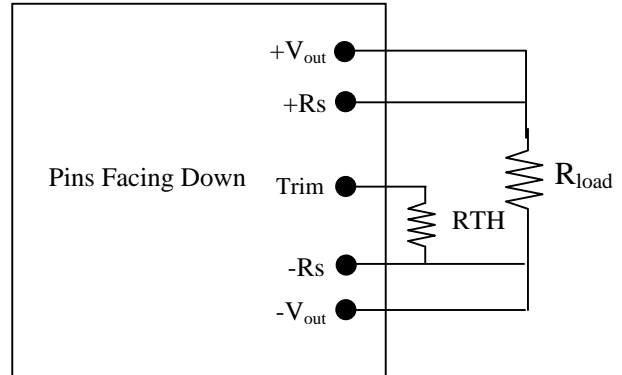 +Vout
+Rs
Pins Facing Down
Trim
Rload
RTH
-Rs
-Vout